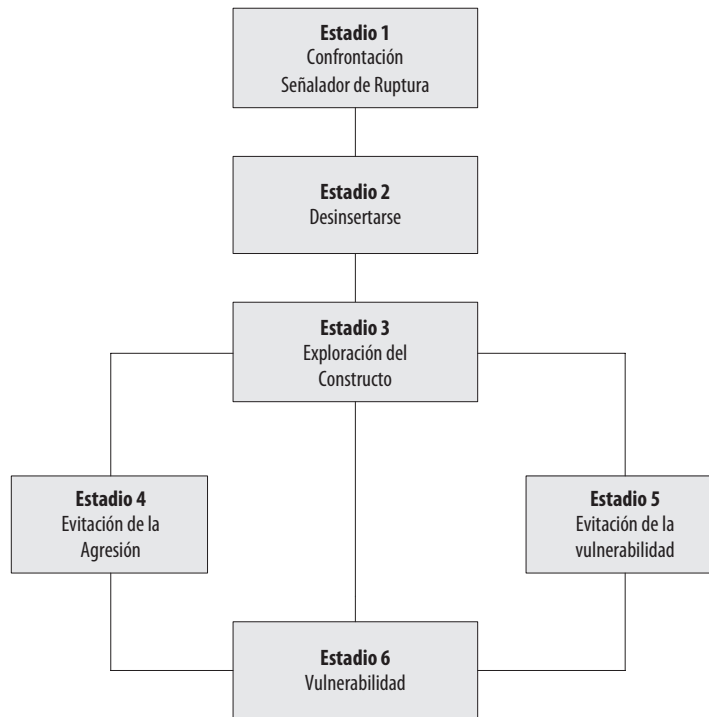 Estadio 1
Confrontación
Señalador de Ruptura
Estadio 2
Desinsertarse
Estadio 3
Exploración del
Constructo
Estadio 4
Evitación de la
Agresión
Estadio 5
Evitación de la
vulnerabilidad
Estadio 6
Vulnerabilidad